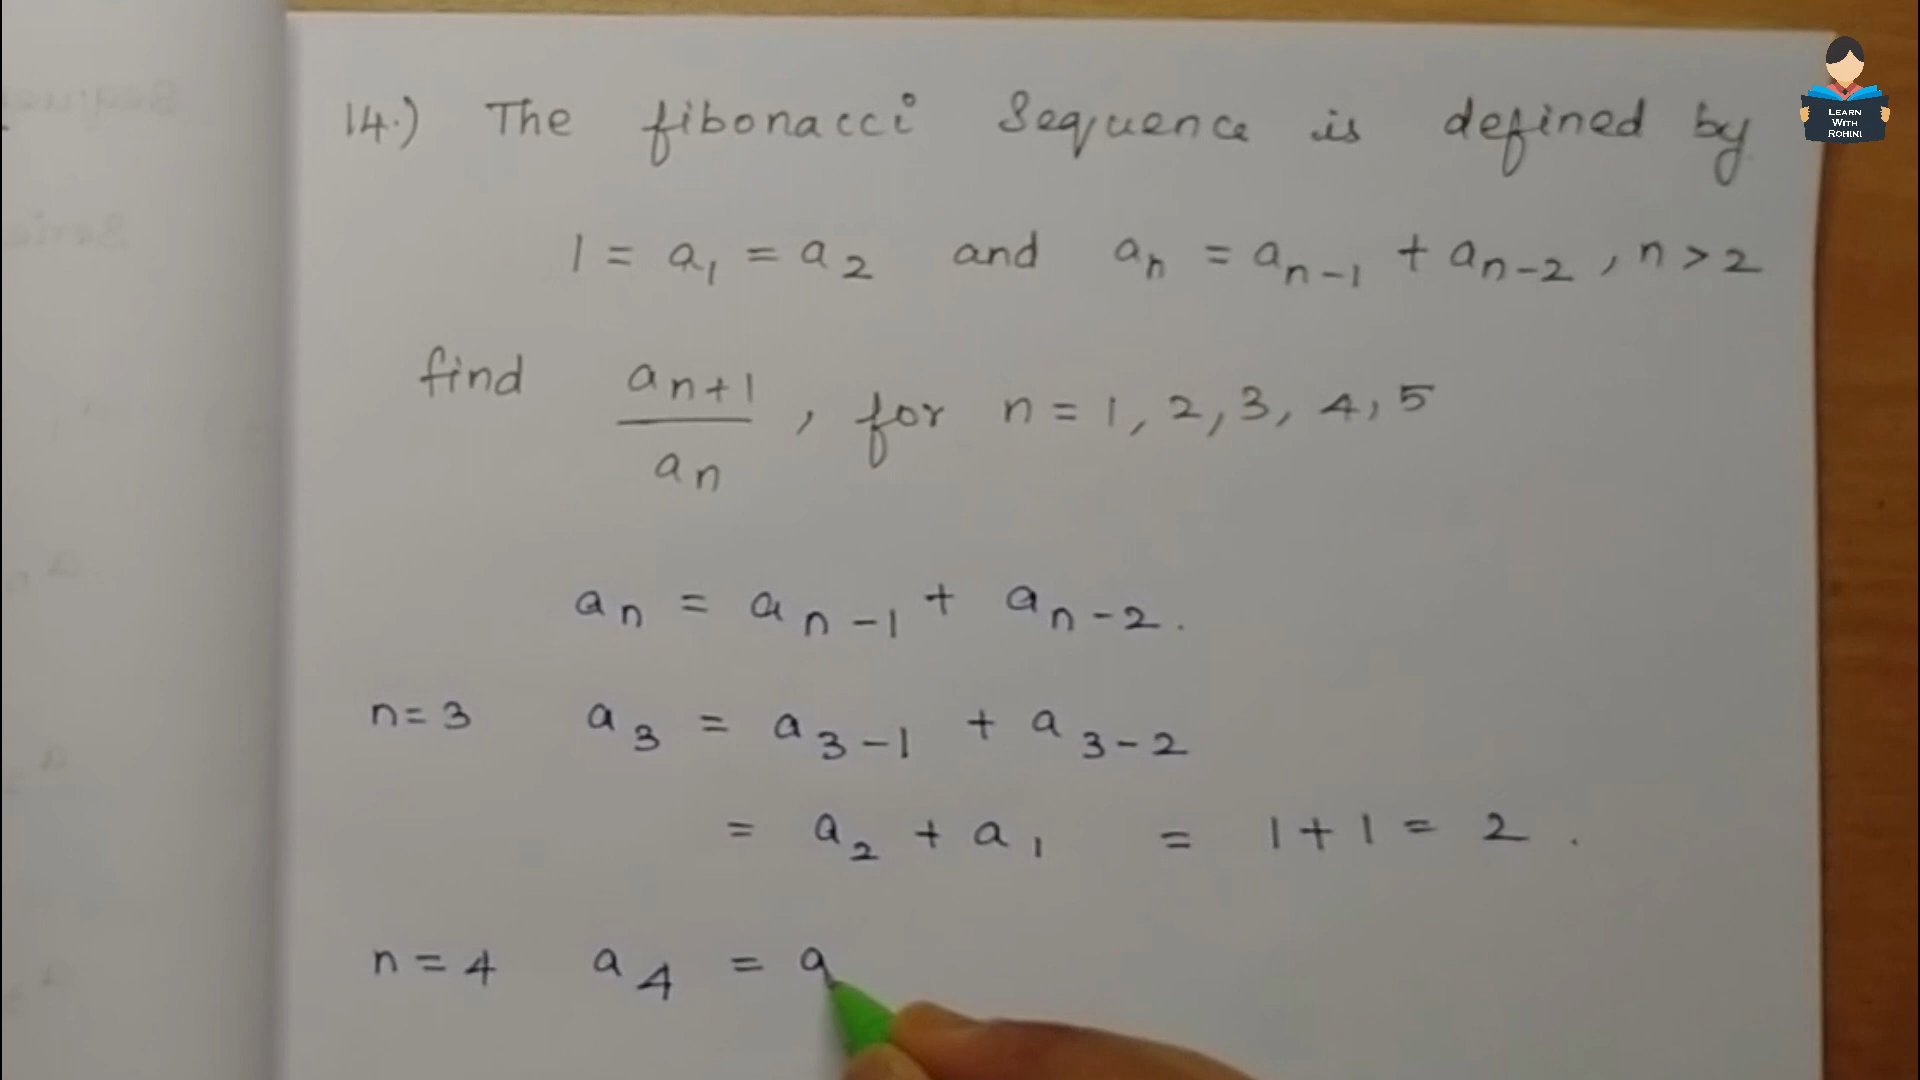 14.) The fibonacci Sequence is defined by
1 = a₁ = a₂ and aₙ = aₙ₋₁ + aₙ₋₂ , n > 2
find aₙ₊₁ / aₙ , for n = 1, 2, 3, 4, 5
aₙ = aₙ₋₁ + aₙ₋₂ .
n = 3 a₃ = a₃₋₁ + a₃₋₂
= a₂ + a₁ = 1 + 1 = 2 .
n = 4 a₄ = a
LEARN
WITH
ROHINI